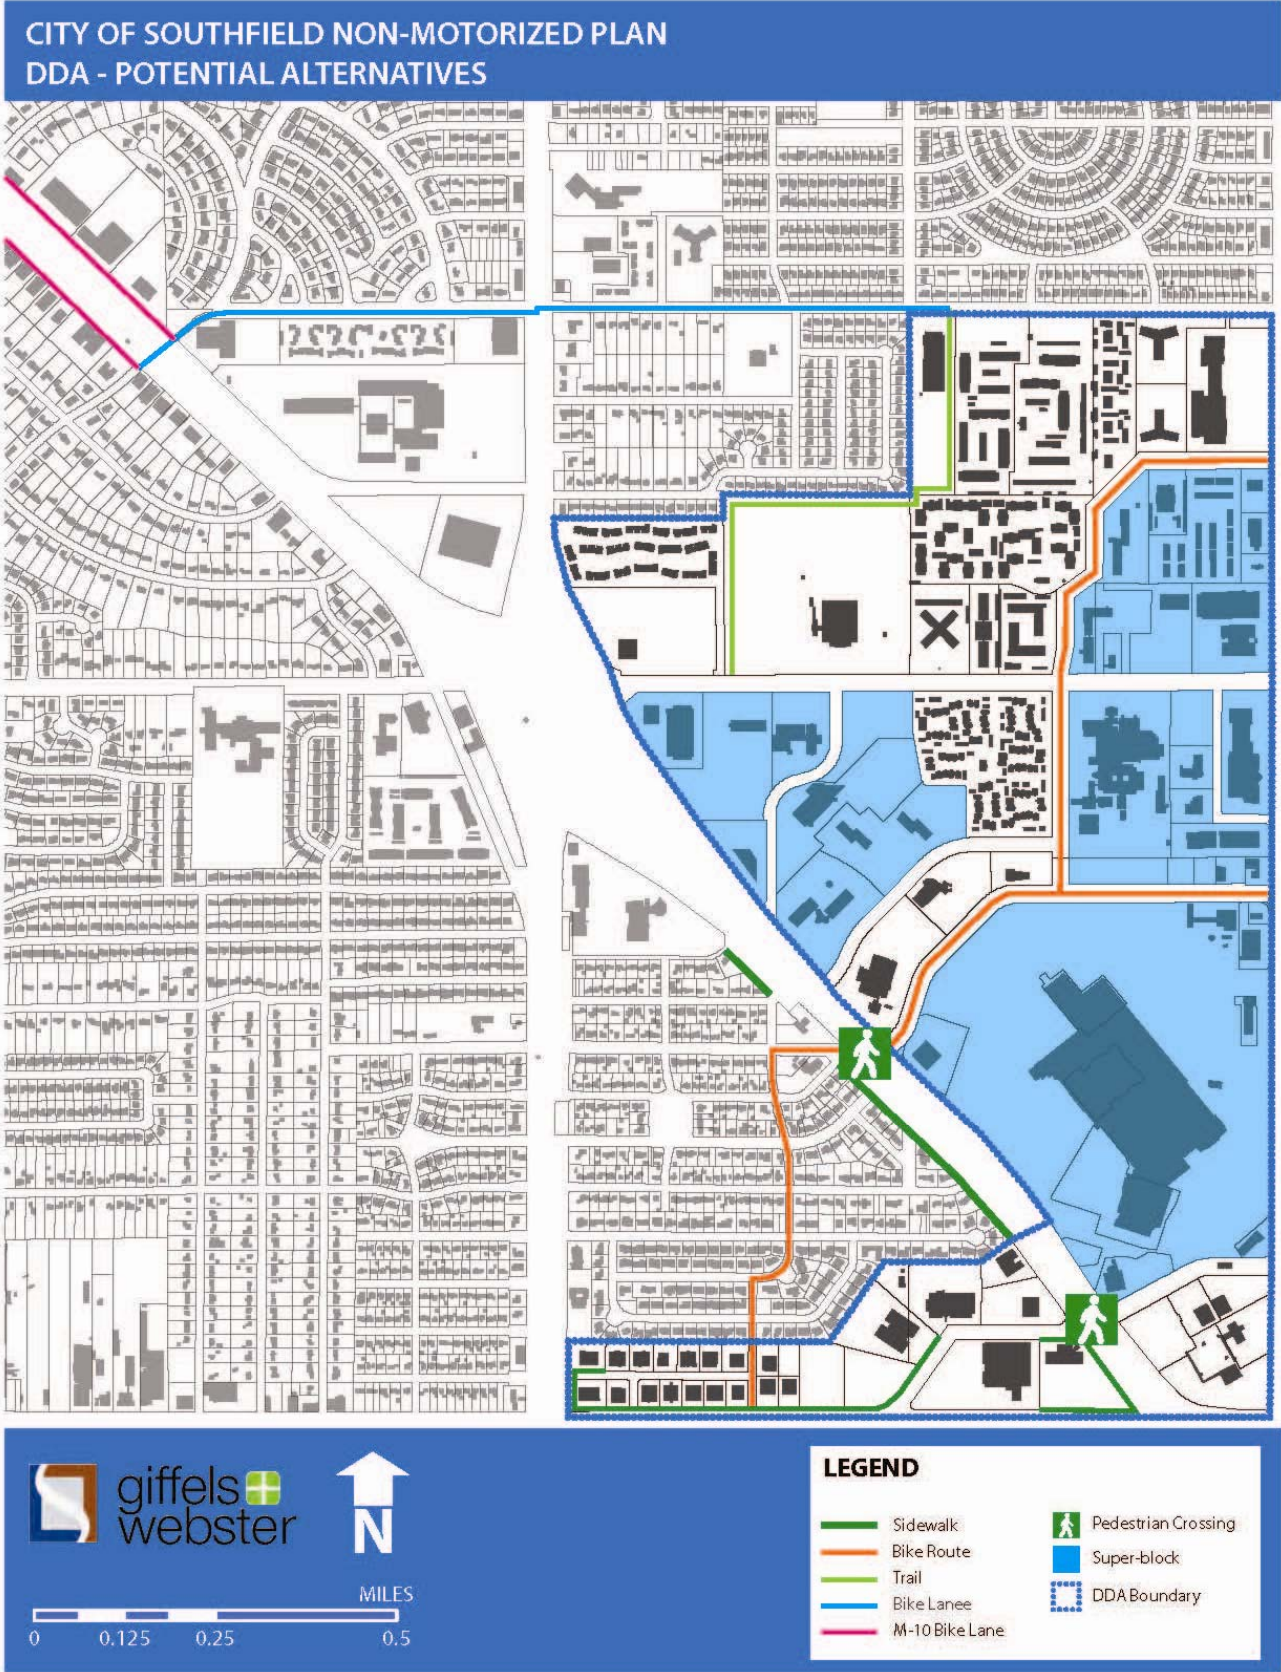 CITY OF SOUTHFIELD NON-MOTORIZED PLAN
DDA - POTENTIAL ALTERNATIVES
giffels
webster
N
MILES
0 0.125 0.25 0.5
LEGEND
Sidewalk
Bike Route
Trail
Bike Lanee
M-10 Bike Lane
Pedestrian Crossing
Super-block
DDA Boundary